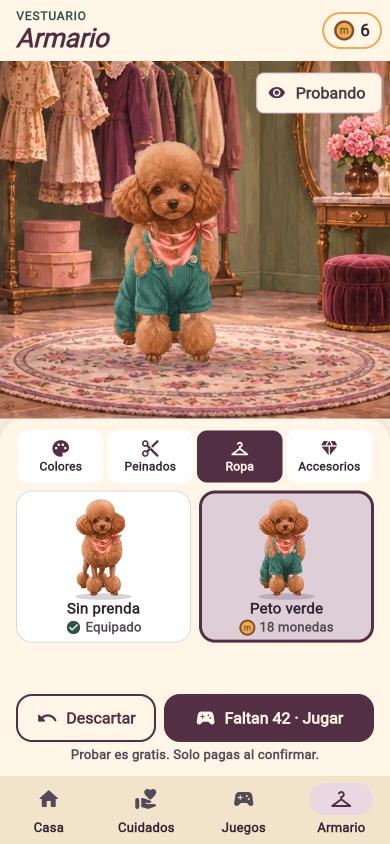 VESTUARIO
Armario
m 6
Probando
Colores
Peinados
Ropa
Accesorios
Sin prenda
Equipado
Peto verde
m 18 monedas
Descartar
Faltan 42 · Jugar
Probar es gratis. Solo pagas al confirmar.
Casa
Cuidados
Juegos
Armario